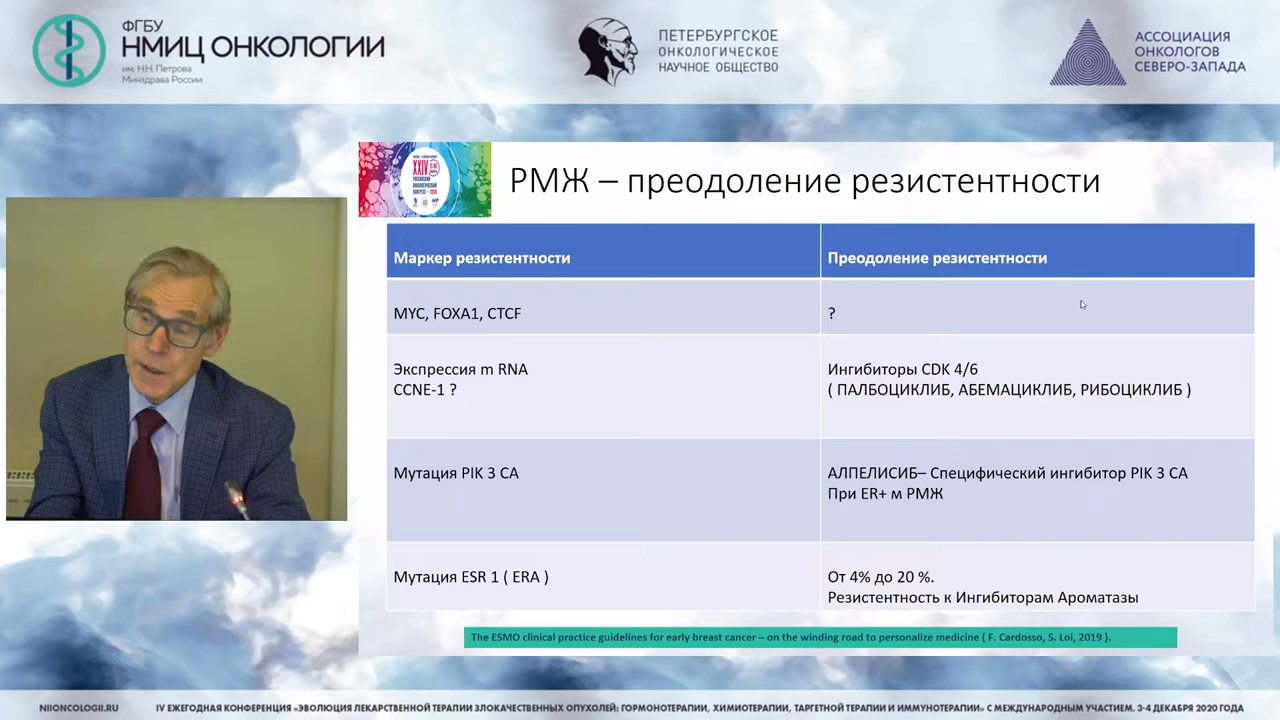 ФГБУ
НМИЦ ОНКОЛОГИИ
им. Н.Н. Петрова
Минздрава России
ПЕТЕРБУРГСКОЕ
ОНКОЛОГИЧЕСКОЕ
НАУЧНОЕ ОБЩЕСТВО
АССОЦИАЦИЯ
ОНКОЛОГОВ
СЕВЕРО-ЗАПАДА
XXIV
РОССИЙСКИЙ
ОНКОЛОГИЧЕСКИЙ
КОНГРЕСС - 2020
РМЖ – преодоление резистентности
Маркер резистентности
Преодоление резистентности
MYC, FOXA1, CTCF
?
Экспрессия m RNA
CCNE-1 ?
Ингибиторы CDK 4/6
( ПАЛБОЦИКЛИБ, АБЕМАЦИКЛИБ, РИБОЦИКЛИБ )
Мутация PIK 3 CA
АЛПЕЛИСИБ– Специфический ингибитор PIK 3 CA
При ER+ м РМЖ
Мутация ESR 1 ( ERA )
От 4% до 20 %.
Резистентность к Ингибиторам Ароматазы
The ESMO clinical practice guidelines for early breast cancer – on the winding road to personalize medicine ( F. Cardosso, S. Loi, 2019 ).
NIIONCOLOGII.RU
IV ЕЖЕГОДНАЯ КОНФЕРЕНЦИЯ «ЭВОЛЮЦИЯ ЛЕКАРСТВЕННОЙ ТЕРАПИИ ЗЛОКАЧЕСТВЕННЫХ ОПУХОЛЕЙ: ГОРМОНОТЕРАПИИ, ХИМИОТЕРАПИИ, ТАРГЕТНОЙ ТЕРАПИИ И ИММУНОТЕРАПИИ» С МЕЖДУНАРОДНЫМ УЧАСТИЕМ. 3-4 ДЕКАБРЯ 2020 ГОДА